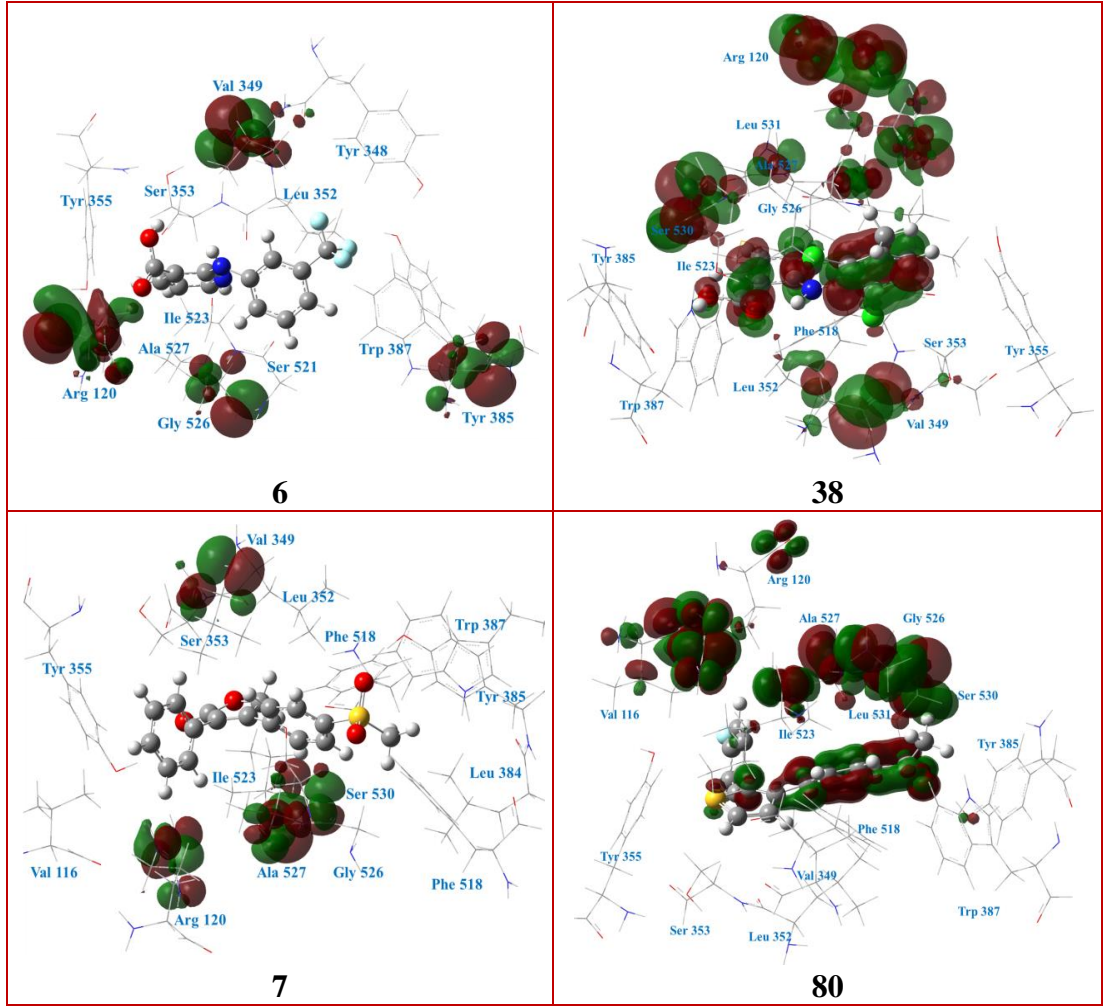 Val 349
Tyr 348
Tyr 355
Ser 353
Leu 352
Ile 523
Ala 527
Ser 521
Trp 387
Arg 120
Gly 526
Tyr 385
6
Arg 120
Leu 531
Ala 527
Gly 526
Ser 530
Tyr 385
Ile 523
Phe 518
Ser 353
Tyr 355
Leu 352
Trp 387
Val 349
38
Val 349
Leu 352
Ser 353
Phe 518
Trp 387
Tyr 355
Tyr 385
Ile 523
Ser 530
Leu 384
Val 116
Ala 527
Gly 526
Phe 518
Arg 120
7
Arg 120
Ala 527
Gly 526
Ser 530
Val 116
Leu 531
Ile 523
Tyr 385
Phe 518
Tyr 355
Val 349
Trp 387
Ser 353
Leu 352
80